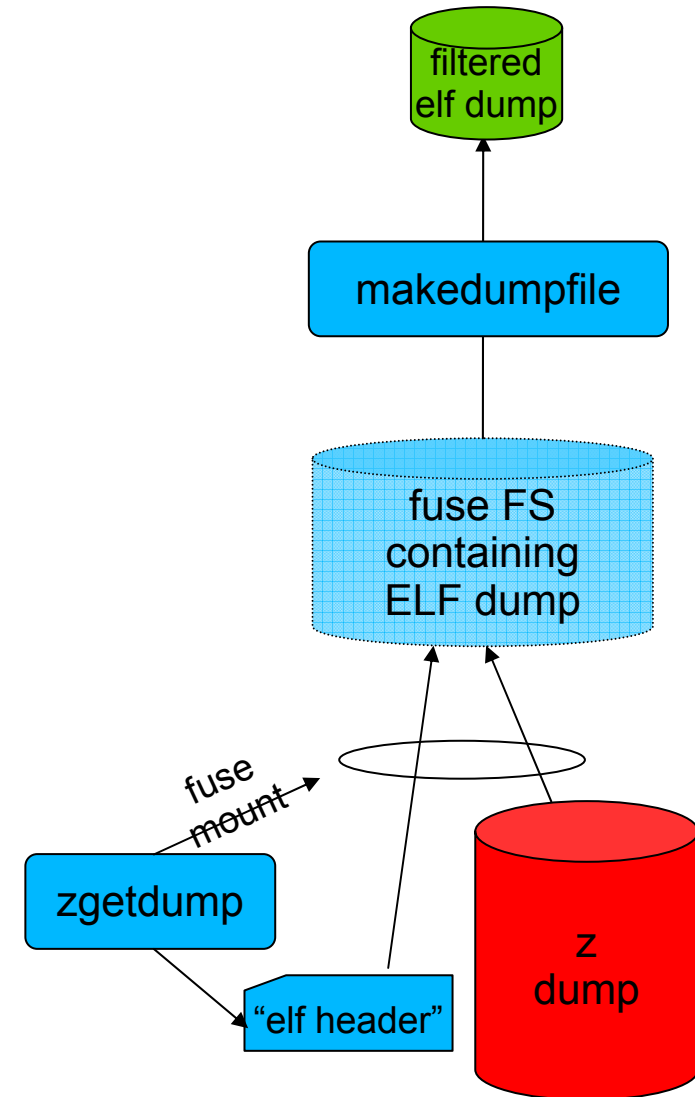 filtered
elf dump
makedumpfile
fuse FS
containing
ELF dump
fuse
mount
zgetdump
z
dump
“elf header”